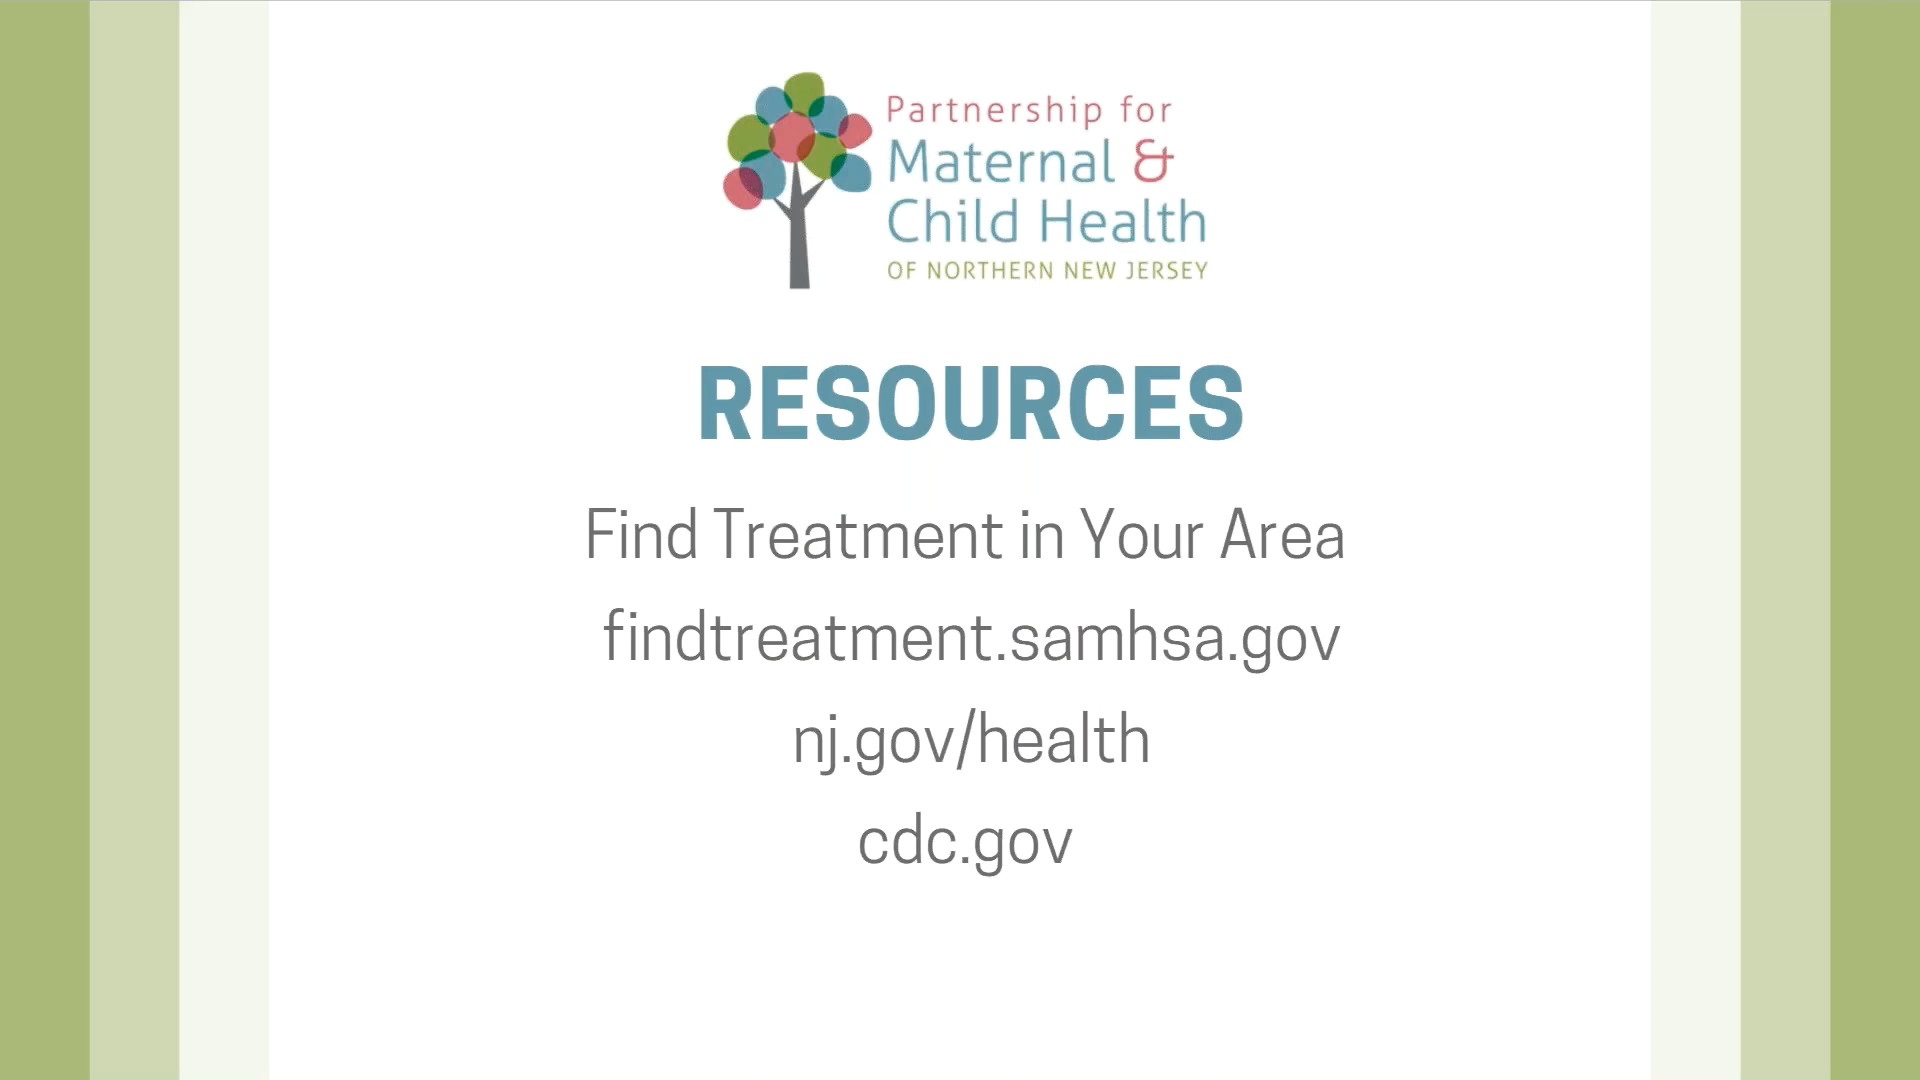 Partnership for
Maternal &
Child Health
OF NORTHERN NEW JERSEY
RESOURCES
Find Treatment in Your Area
findtreatment.samhsa.gov
nj.gov/health
cdc.gov